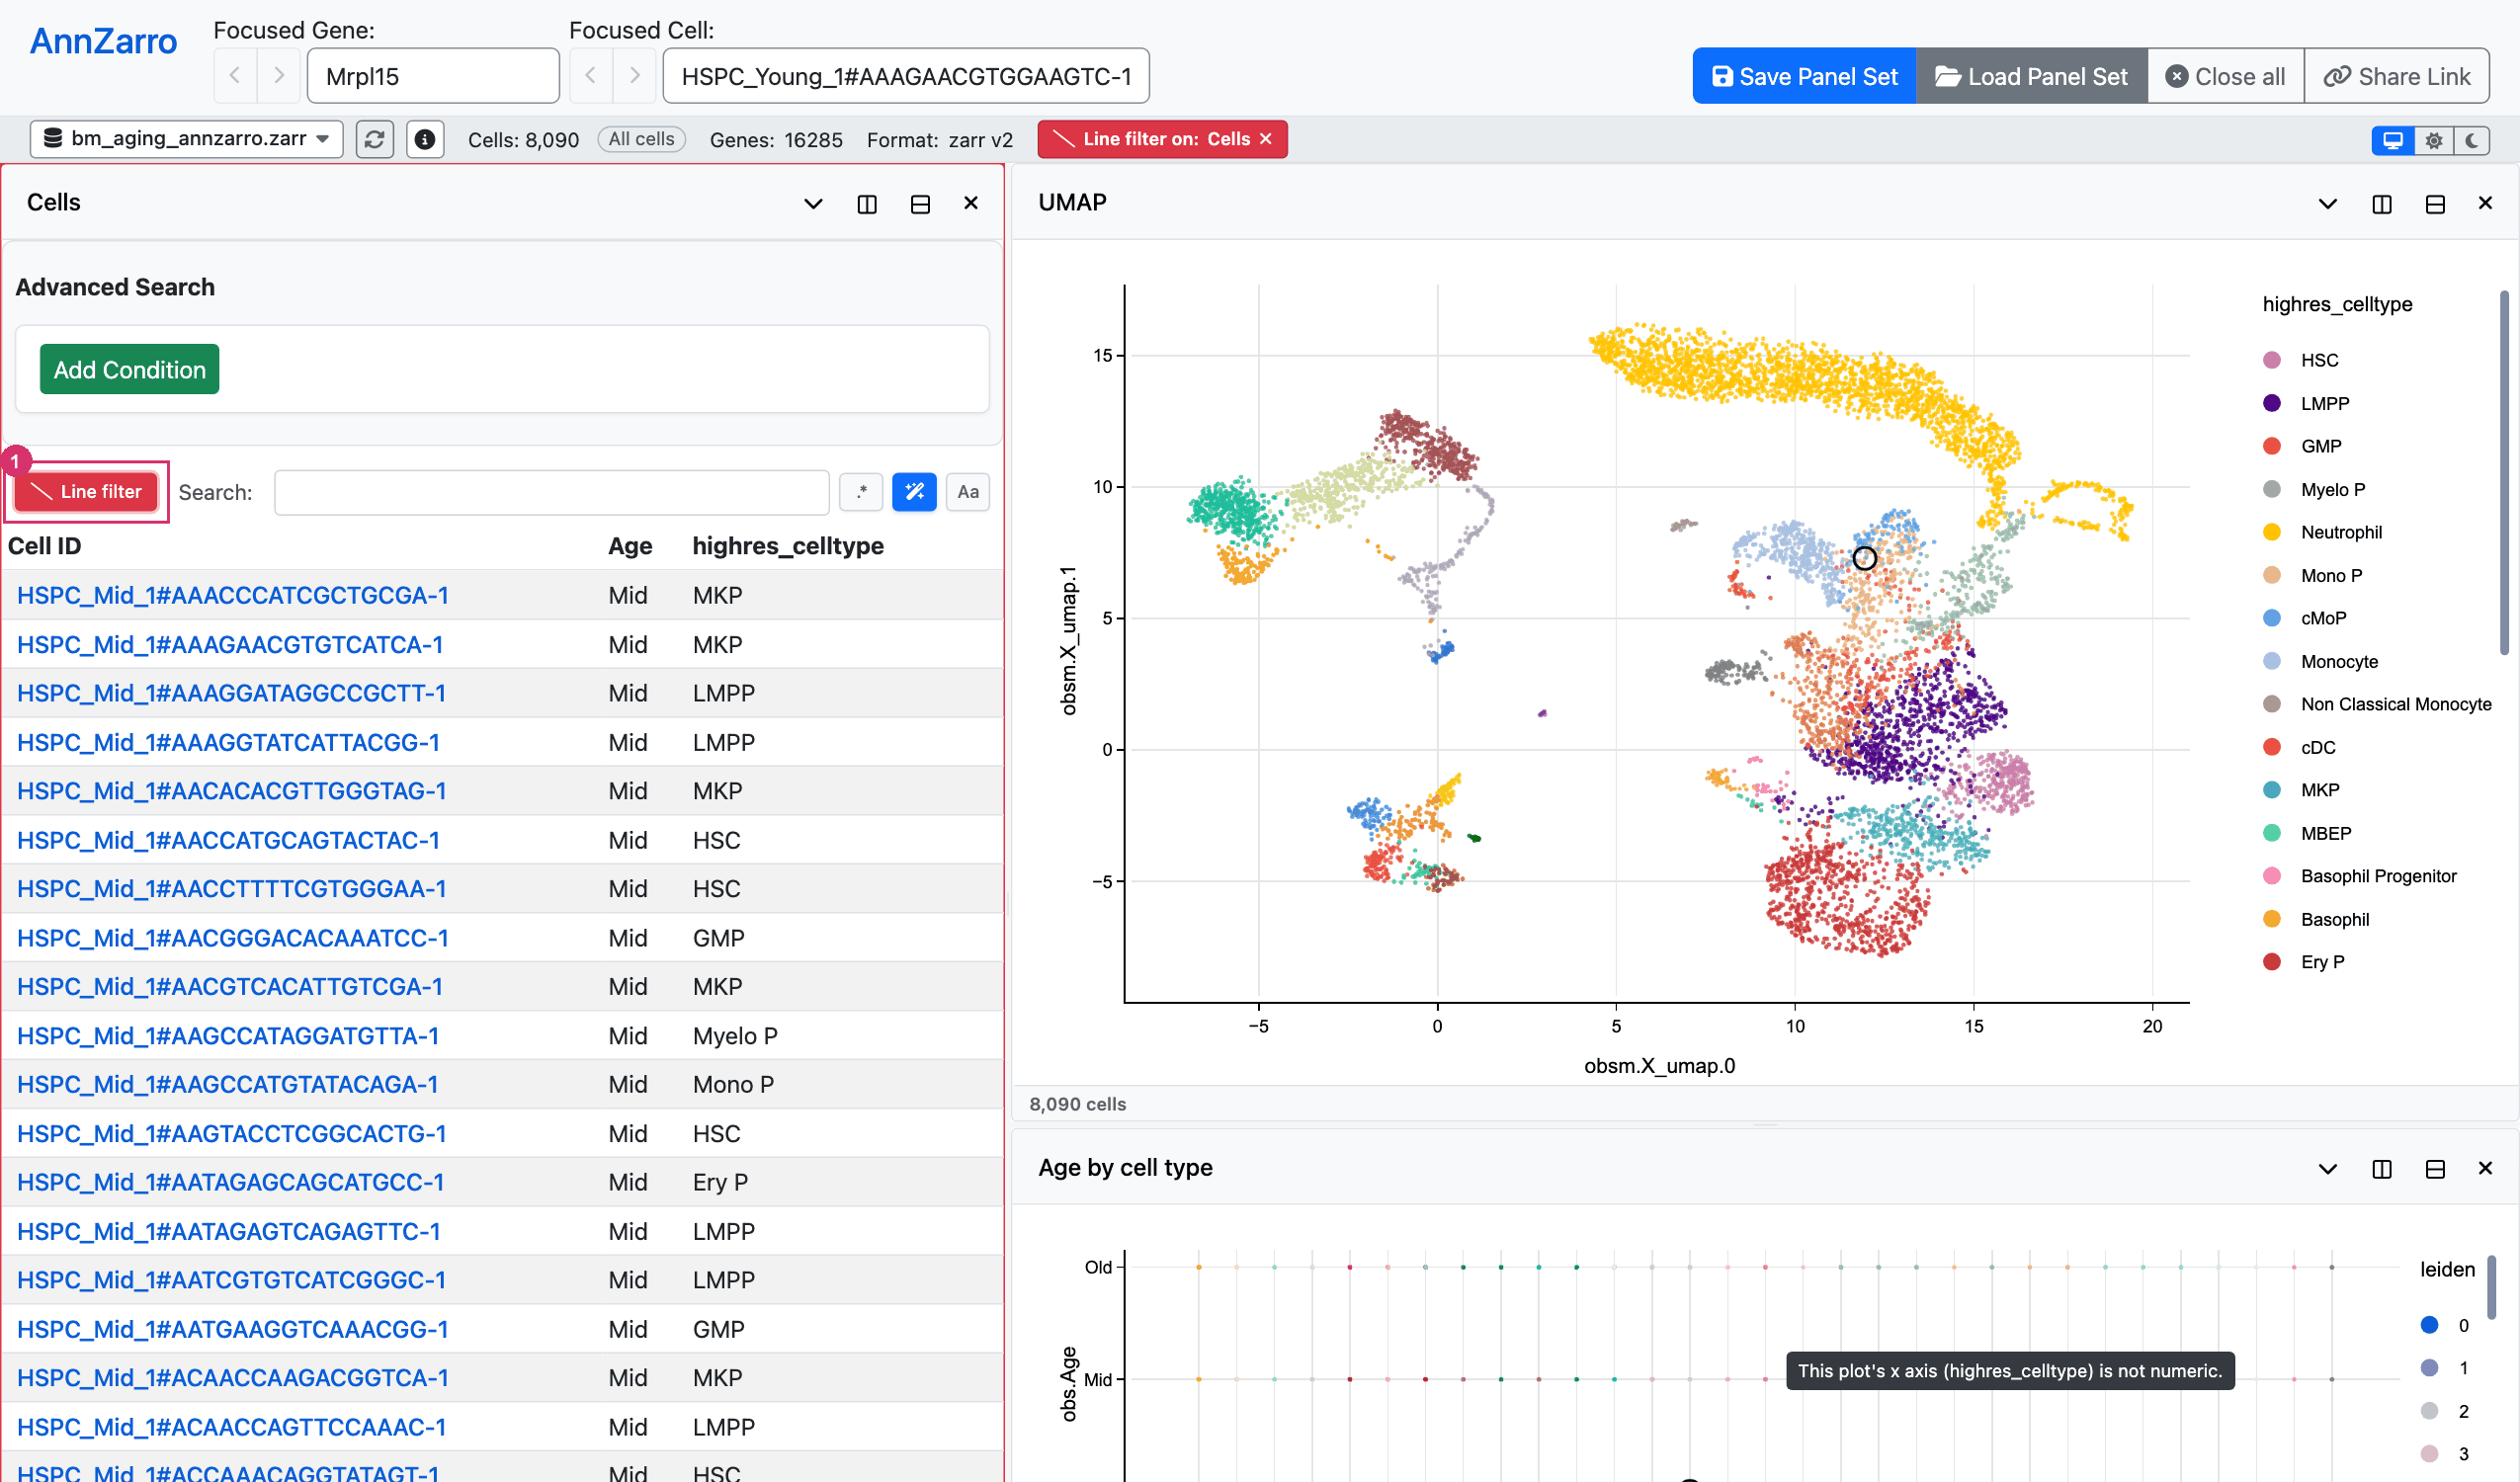 AnnZarro
Focused Gene:
Mrpl15
Focused Cell:
HSPC_Young_1#AAAGAACGTGGAAGTC-1
Save Panel Set
Load Panel Set
Close all
Share Link
bm_aging_annzarro.zarr
Cells: 8,090
All cells
Genes: 16285
Format: zarr v2
Line filter on: Cells
Cells
Advanced Search
Add Condition
1
Line filter
Search:
.*
Aa
Cell ID Age highres_celltype
HSPC_Mid_1#AAACCCATCGCTGCGA-1 Mid MKP
HSPC_Mid_1#AAAGAACGTGTCATCA-1 Mid MKP
HSPC_Mid_1#AAAGGATAGGCCGCTT-1 Mid LMPP
HSPC_Mid_1#AAAGGTATCATTACGG-1 Mid LMPP
HSPC_Mid_1#AACACACGTTGGGTAG-1 Mid MKP
HSPC_Mid_1#AACCATGCAGTACTAC-1 Mid HSC
HSPC_Mid_1#AACCTTTTCGTGGGAA-1 Mid HSC
HSPC_Mid_1#AACGGGACACAAATCC-1 Mid GMP
HSPC_Mid_1#AACGTCACATTGTCGA-1 Mid MKP
HSPC_Mid_1#AAGCCATAGGATGTTA-1 Mid Myelo P
HSPC_Mid_1#AAGCCATGTATACAGA-1 Mid Mono P
HSPC_Mid_1#AAGTACCTCGGCACTG-1 Mid HSC
HSPC_Mid_1#AATAGAGCAGCATGCC-1 Mid Ery P
HSPC_Mid_1#AATAGAGTCAGAGTTC-1 Mid LMPP
HSPC_Mid_1#AATCGTGTCATCGGGC-1 Mid LMPP
HSPC_Mid_1#AATGAAGGTCAAACGG-1 Mid GMP
HSPC_Mid_1#ACAACCAAGACGGTCA-1 Mid MKP
HSPC_Mid_1#ACAACCAGTTCCAAAC-1 Mid LMPP
HSPC_Mid_1#ACCAAACAGGTATAGT-1 Mid HSC
UMAP
15
10
5
0
−5
obsm.X_umap.1
−5 0 5 10 15 20
obsm.X_umap.0
highres_celltype
HSC
LMPP
GMP
Myelo P
Neutrophil
Mono P
cMoP
Monocyte
Non Classical Monocyte
cDC
MKP
MBEP
Basophil Progenitor
Basophil
Ery P
8,090 cells
Age by cell type
Old
Mid
obs.Age
This plot's x axis (highres_celltype) is not numeric.
leiden
0
1
2
3